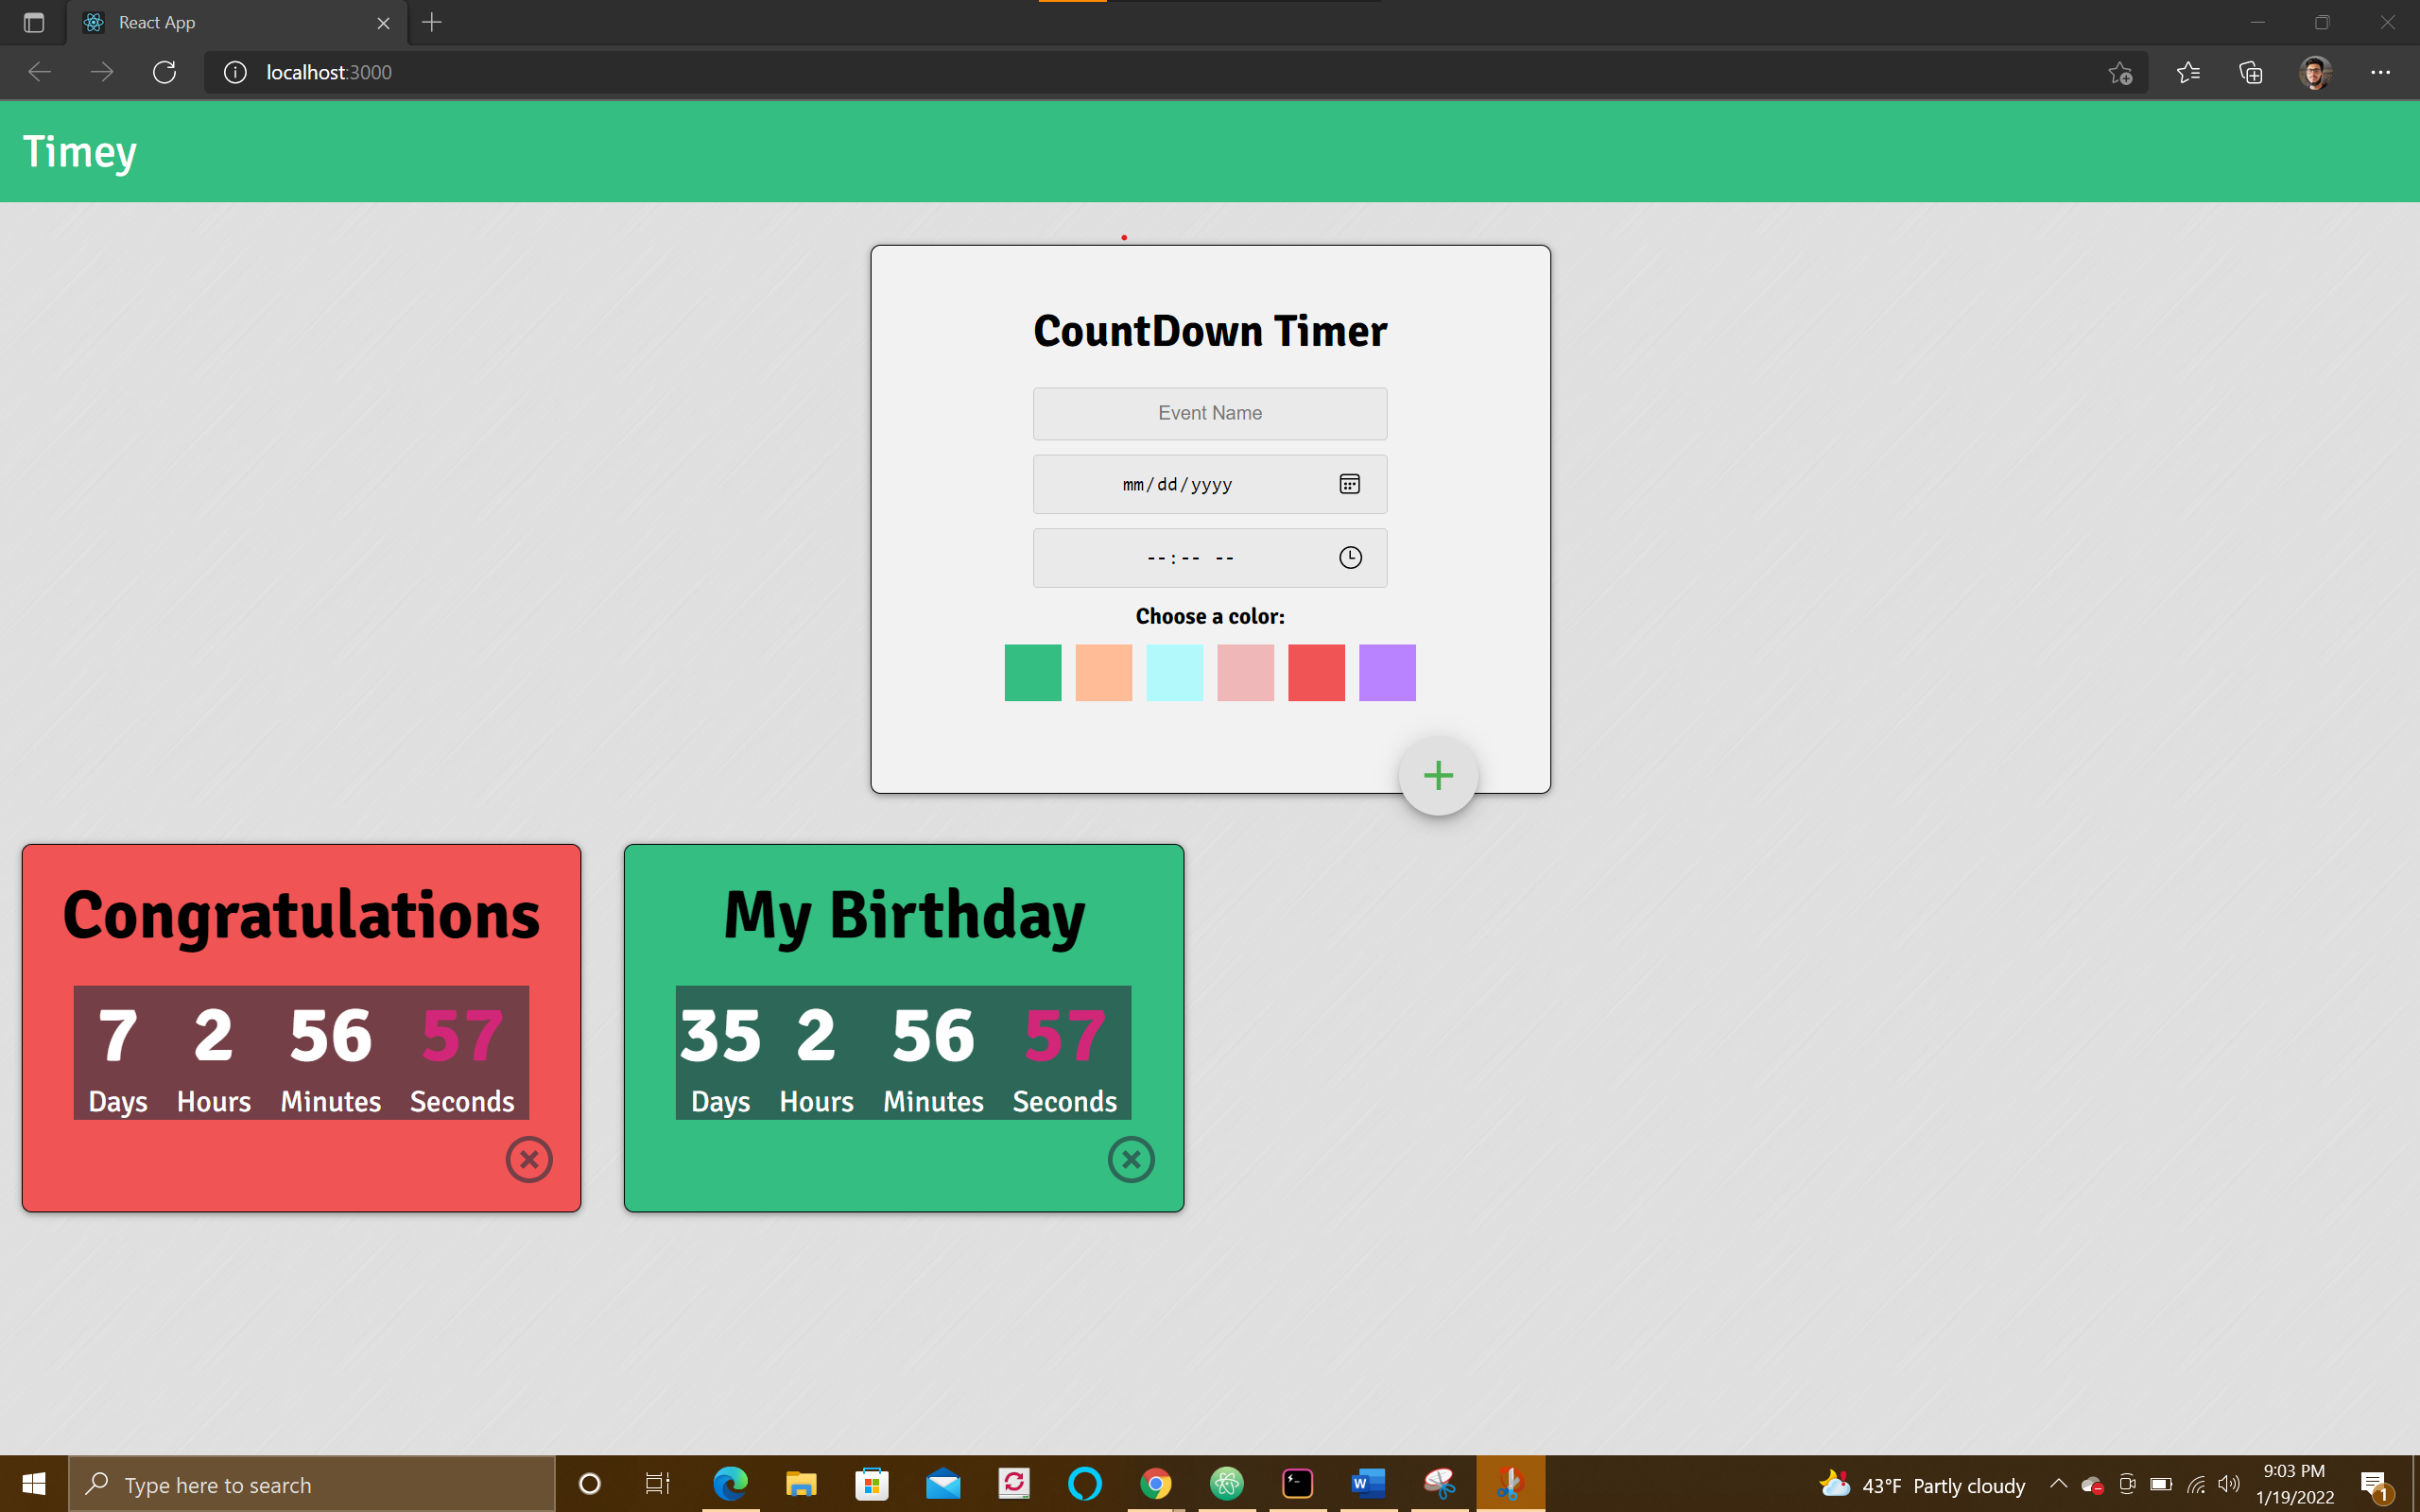 React App
localhost:3000
Timey
CountDown Timer
Event Name
mm/dd/yyyy
--:-- --
Choose a color:
Congratulations
7 2 56 57
Days Hours Minutes Seconds
My Birthday
35 2 56 57
Days Hours Minutes Seconds
Type here to search
W
43°F Partly cloudy
9:03 PM
1/19/2022
1